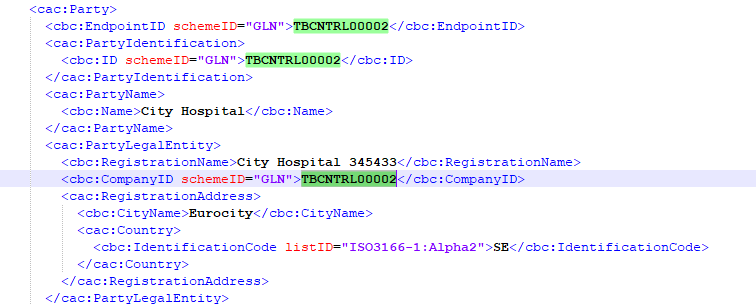 <cac:Party>
<cbc:EndpointID schemeID="GLN">TBCNTRL00002</cbc:EndpointID>
<cac:PartyIdentification>
<cbc:ID schemeID="GLN">TBCNTRL00002</cbc:ID>
</cac:PartyIdentification>
<cac:PartyName>
<cbc:Name>City Hospital</cbc:Name>
</cac:PartyName>
<cac:PartyLegalEntity>
<cbc:RegistrationName>City Hospital 345433</cbc:RegistrationName>
<cbc:CompanyID schemeID="GLN">TBCNTRL00002</cbc:CompanyID>
<cac:RegistrationAddress>
<cbc:CityName>Eurocity</cbc:CityName>
<cac:Country>
<cbc:IdentificationCode listID="ISO3166-1:Alpha2">SE</cbc:IdentificationCode>
</cac:Country>
</cac:RegistrationAddress>
</cac:PartyLegalEntity>